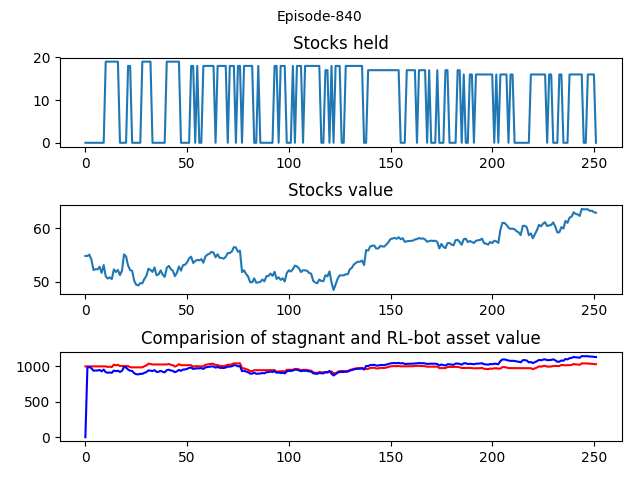 Episode-840
Stocks held
20
10
0
0 50 100 150 200 250
Stocks value
60
50
0 50 100 150 200 250
Comparision of stagnant and RL-bot asset value
1000
500
0
0 50 100 150 200 250